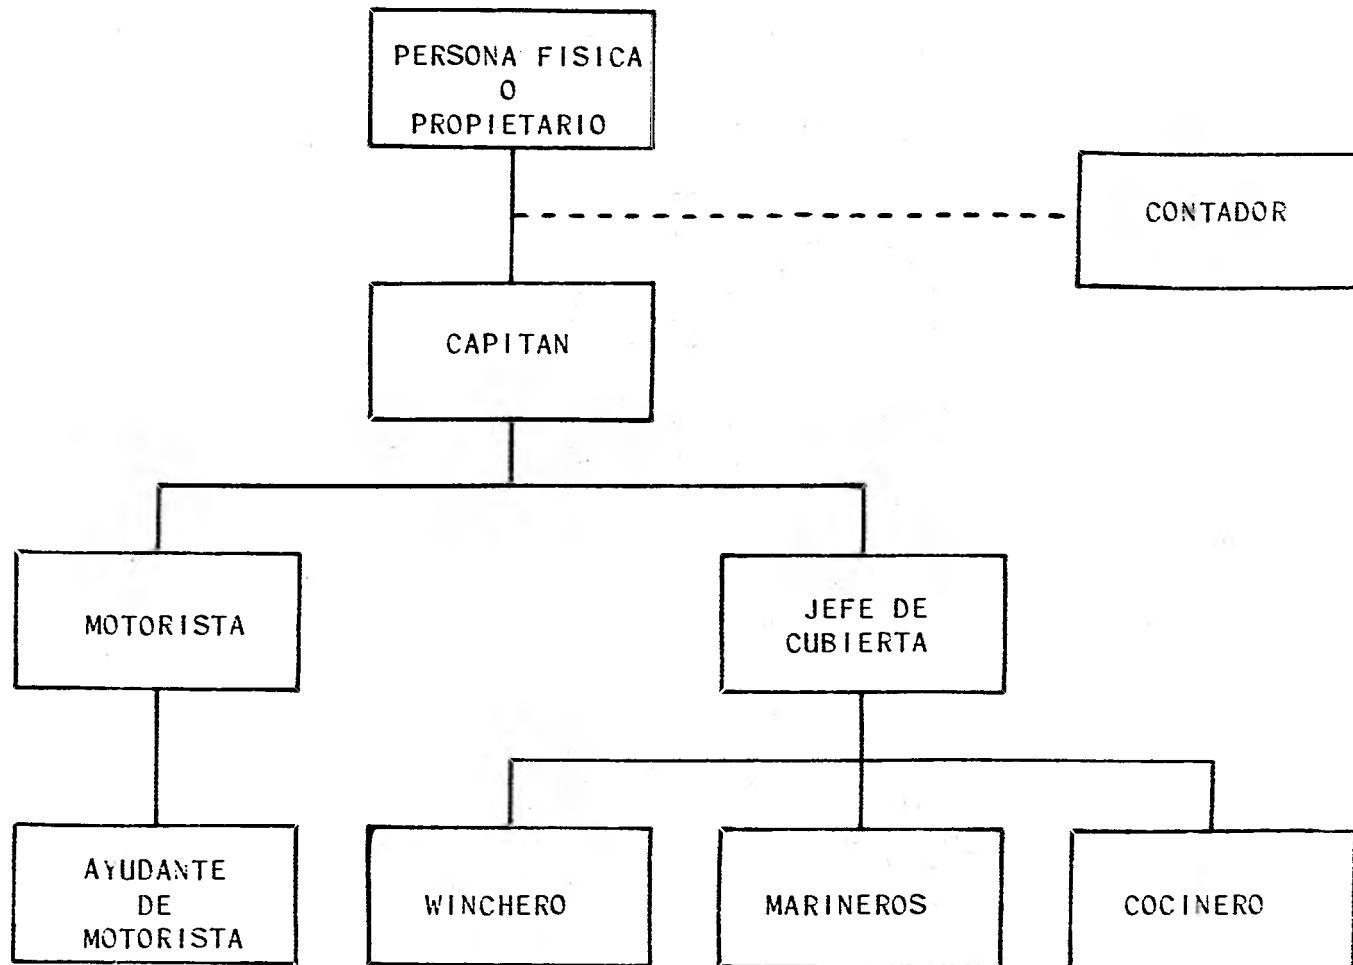 PERSONA FISICA
O
PROPIETARIO
CONTADOR
CAPITAN
MOTORISTA
JEFE DE
CUBIERTA
AYUDANTE
DE
MOTORISTA
WINCHERO
MARINEROS
COCINERO